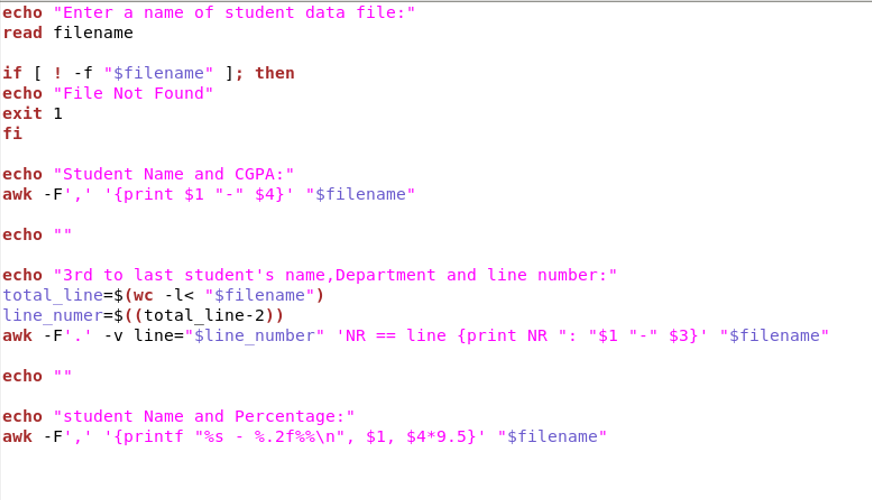 echo "Enter a name of student data file:"
read filename
if [ ! -f "$filename" ]; then
echo "File Not Found"
exit 1
fi
echo "Student Name and CGPA:"
awk -F',' '{print $1 "-" $4}' "$filename"
echo ""
echo "3rd to last student's name,Department and line number:"
total_line=$(wc -l< "$filename")
line_numer=$((total_line-2))
awk -F'.' -v line="$line_number" 'NR == line {print NR ": "$1 "-" $3}' "$filename"
echo ""
echo "student Name and Percentage:"
awk -F',' '{printf "%s - %.2f%%\n", $1, $4*9.5}' "$filename"